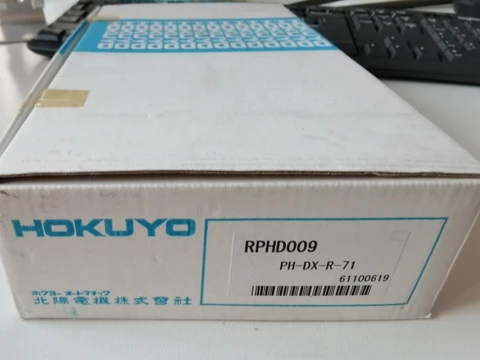 HOKUYO
ホクヨー オートマチック
北陽電機株式會社
RPHD009
PH-DX-R-71
61100619